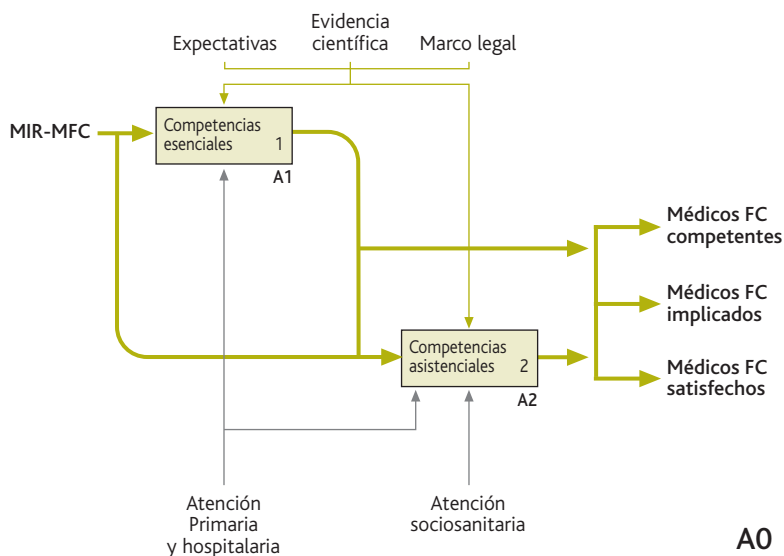 Expectativas
Evidencia
científica
Marco legal
MIR-MFC
Competencias
esenciales 1
A1
Médicos FC
competentes
Médicos FC
implicados
Médicos FC
satisfechos
Competencias
asistenciales 2
A2
Atención
Primaria
y hospitalaria
Atención
sociosanitaria
A0